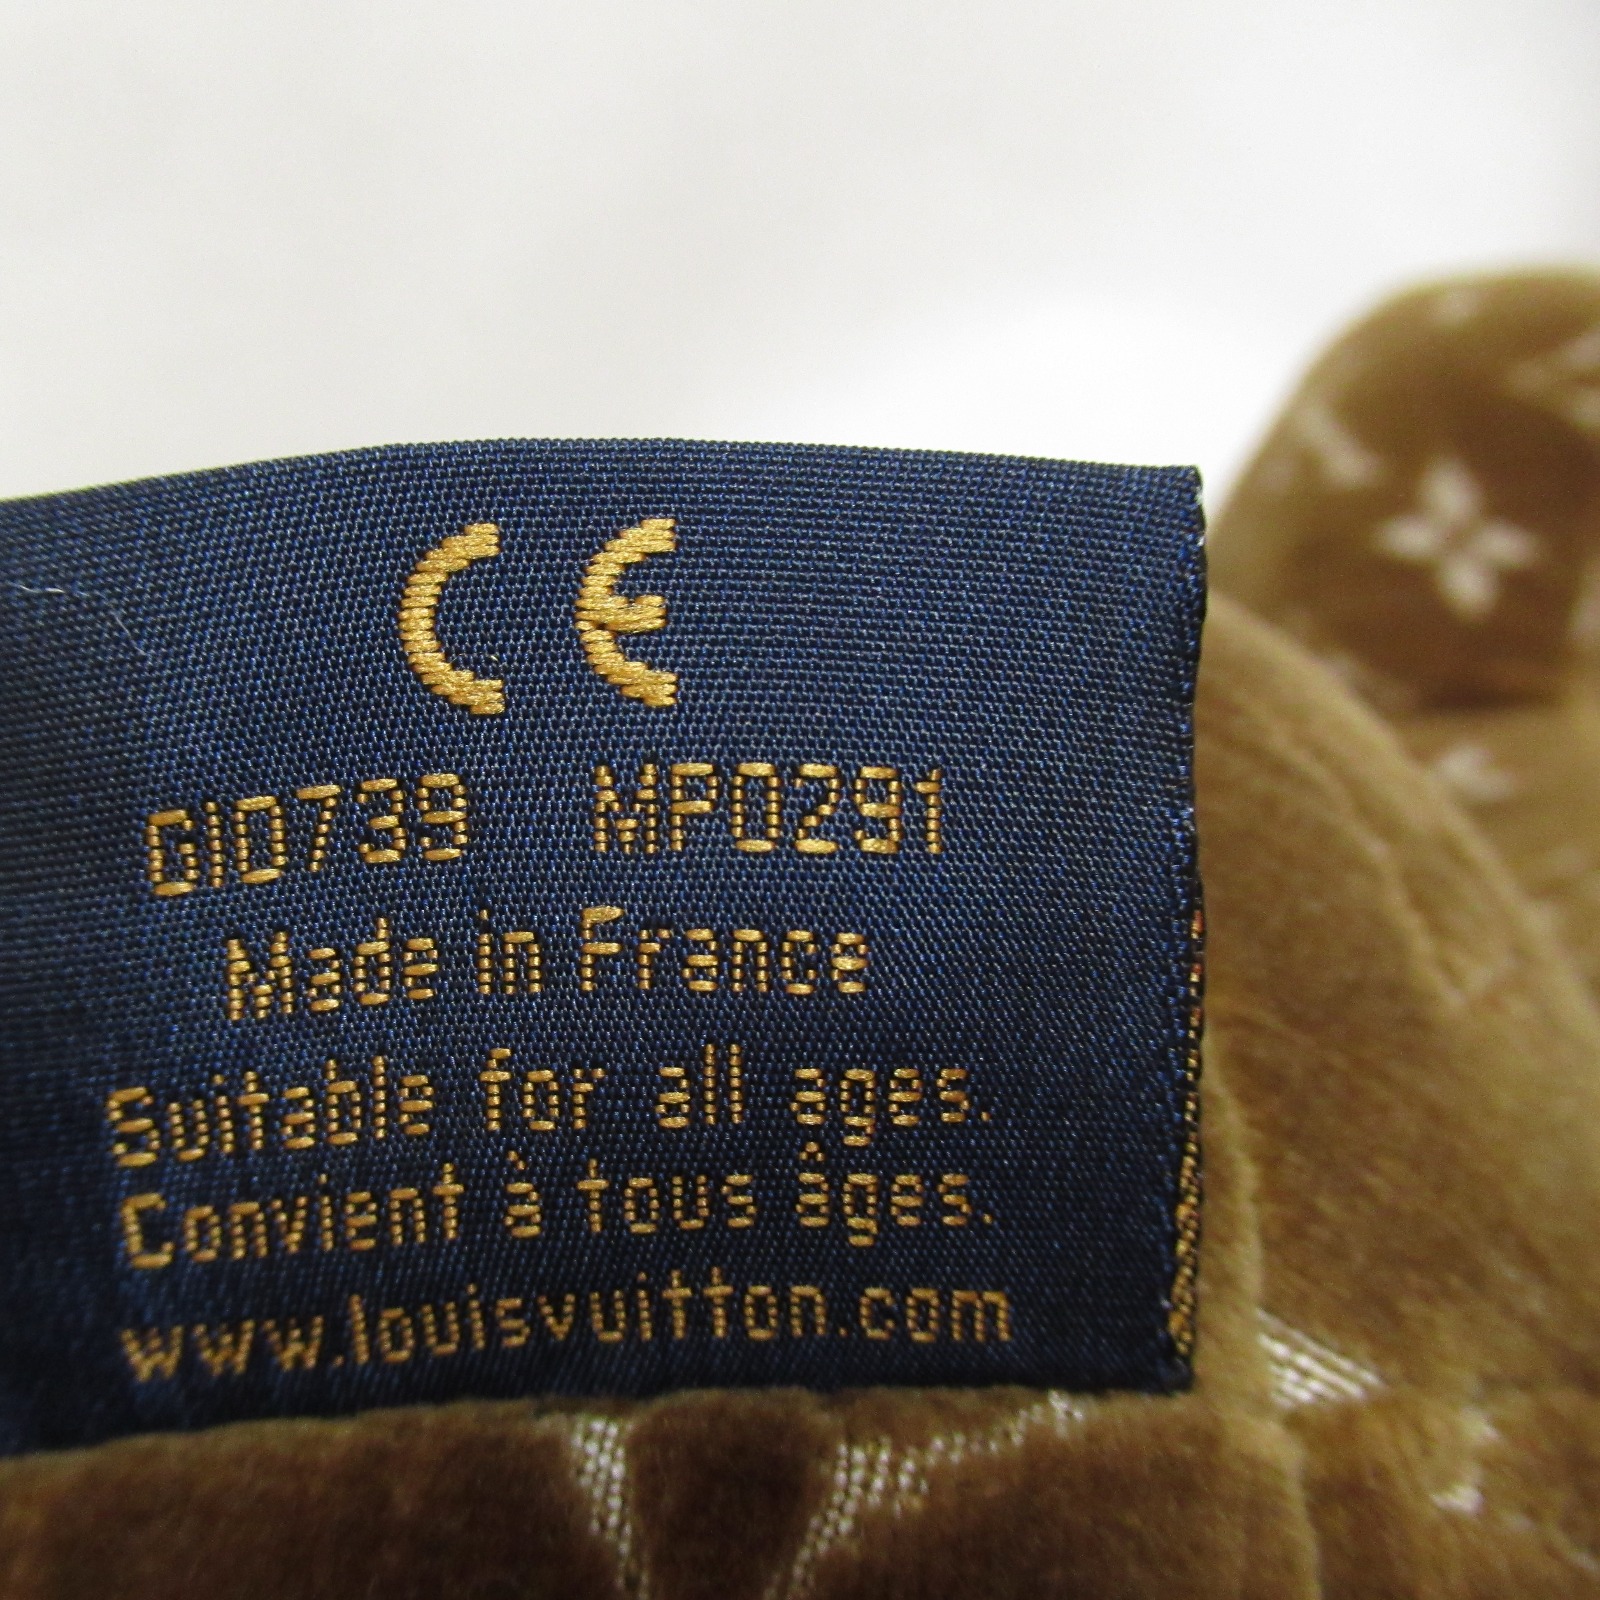 CE
GI0739 MP0291
Made in France
Suitable for all ages.
Convient à tous âges.
www.louisvuitton.com